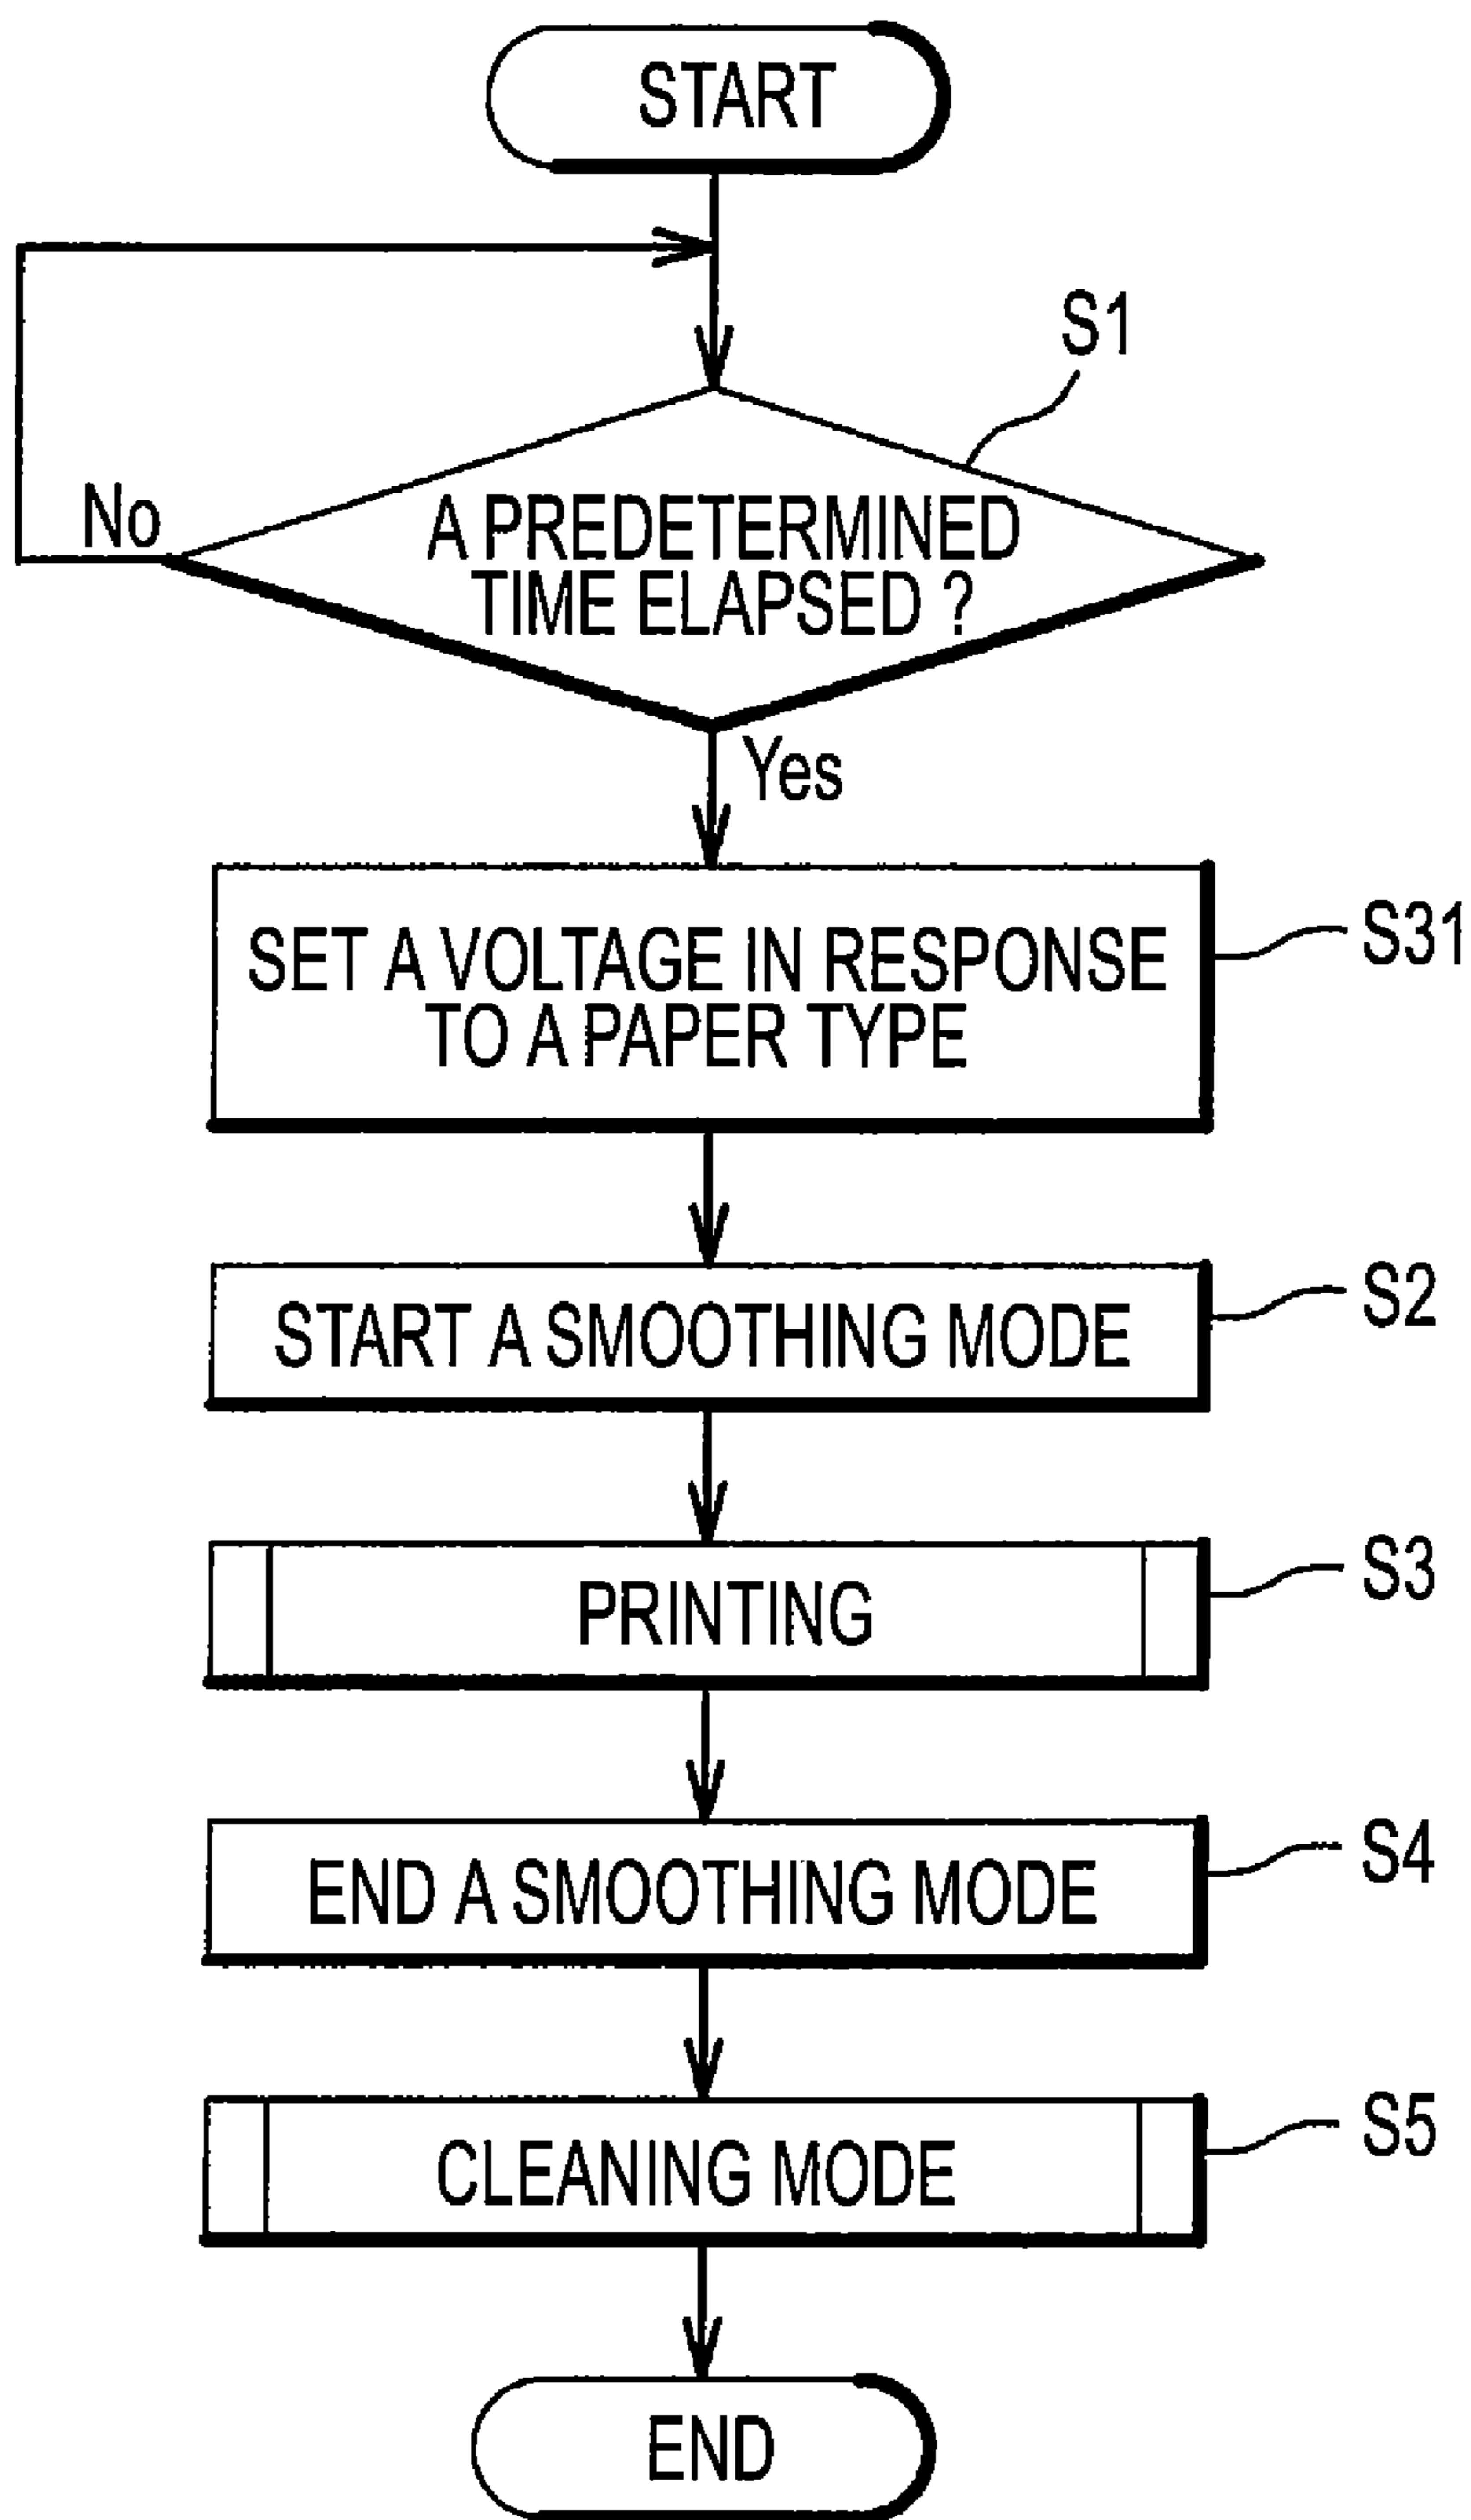 START
S1
No
A PREDETERMINED
TIME ELAPSED ?
Yes
SET A VOLTAGE IN RESPONSE
TO A PAPER TYPE
S31
START A SMOOTHING MODE
S2
PRINTING
S3
END A SMOOTHING MODE
S4
CLEANING MODE
S5
END